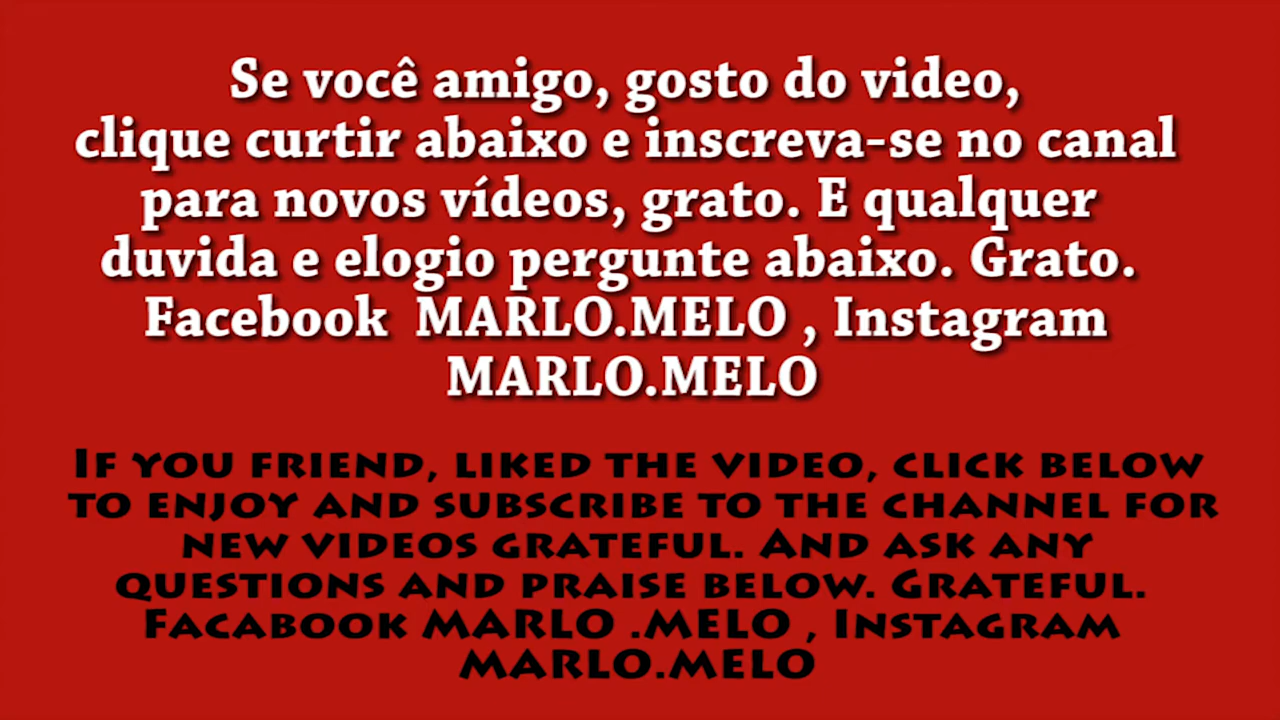 Se você amigo, gosto do video,
clique curtir abaixo e inscreva-se no canal
para novos vídeos, grato. E qualquer
duvida e elogio pergunte abaixo. Grato.
Facebook MARLO.MELO , Instagram
MARLO.MELO
If you friend, liked the video, click below
to enjoy and subscribe to the channel for
new videos grateful. And ask any
questions and praise below. Grateful.
Facabook MARLO .MELO , Instagram
MARLO.MELO